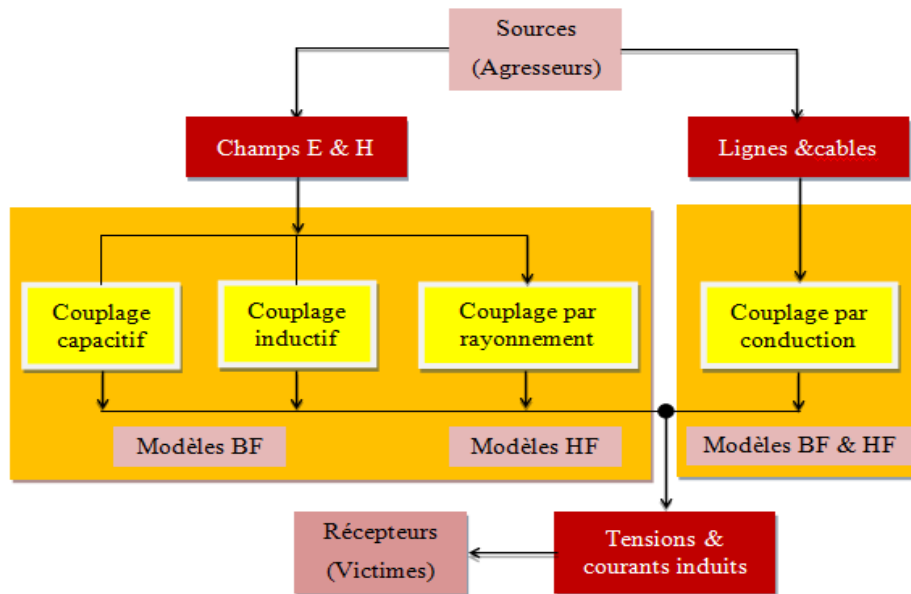 Sources
(Agresseurs)
Champs E & H
Lignes &cables
Couplage
capacitif
Couplage
inductif
Couplage par
rayonnement
Couplage par
conduction
Modèles BF
Modèles HF
Modèles BF & HF
Récepteurs
(Victimes)
Tensions &
courants induits